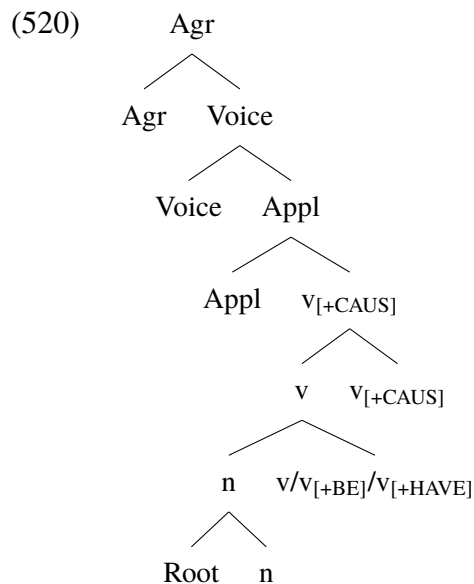 (520) Agr
Agr Voice
Voice Appl
Appl v[+CAUS]
v v[+CAUS]
n v/v[+BE]/v[+HAVE]
Root n